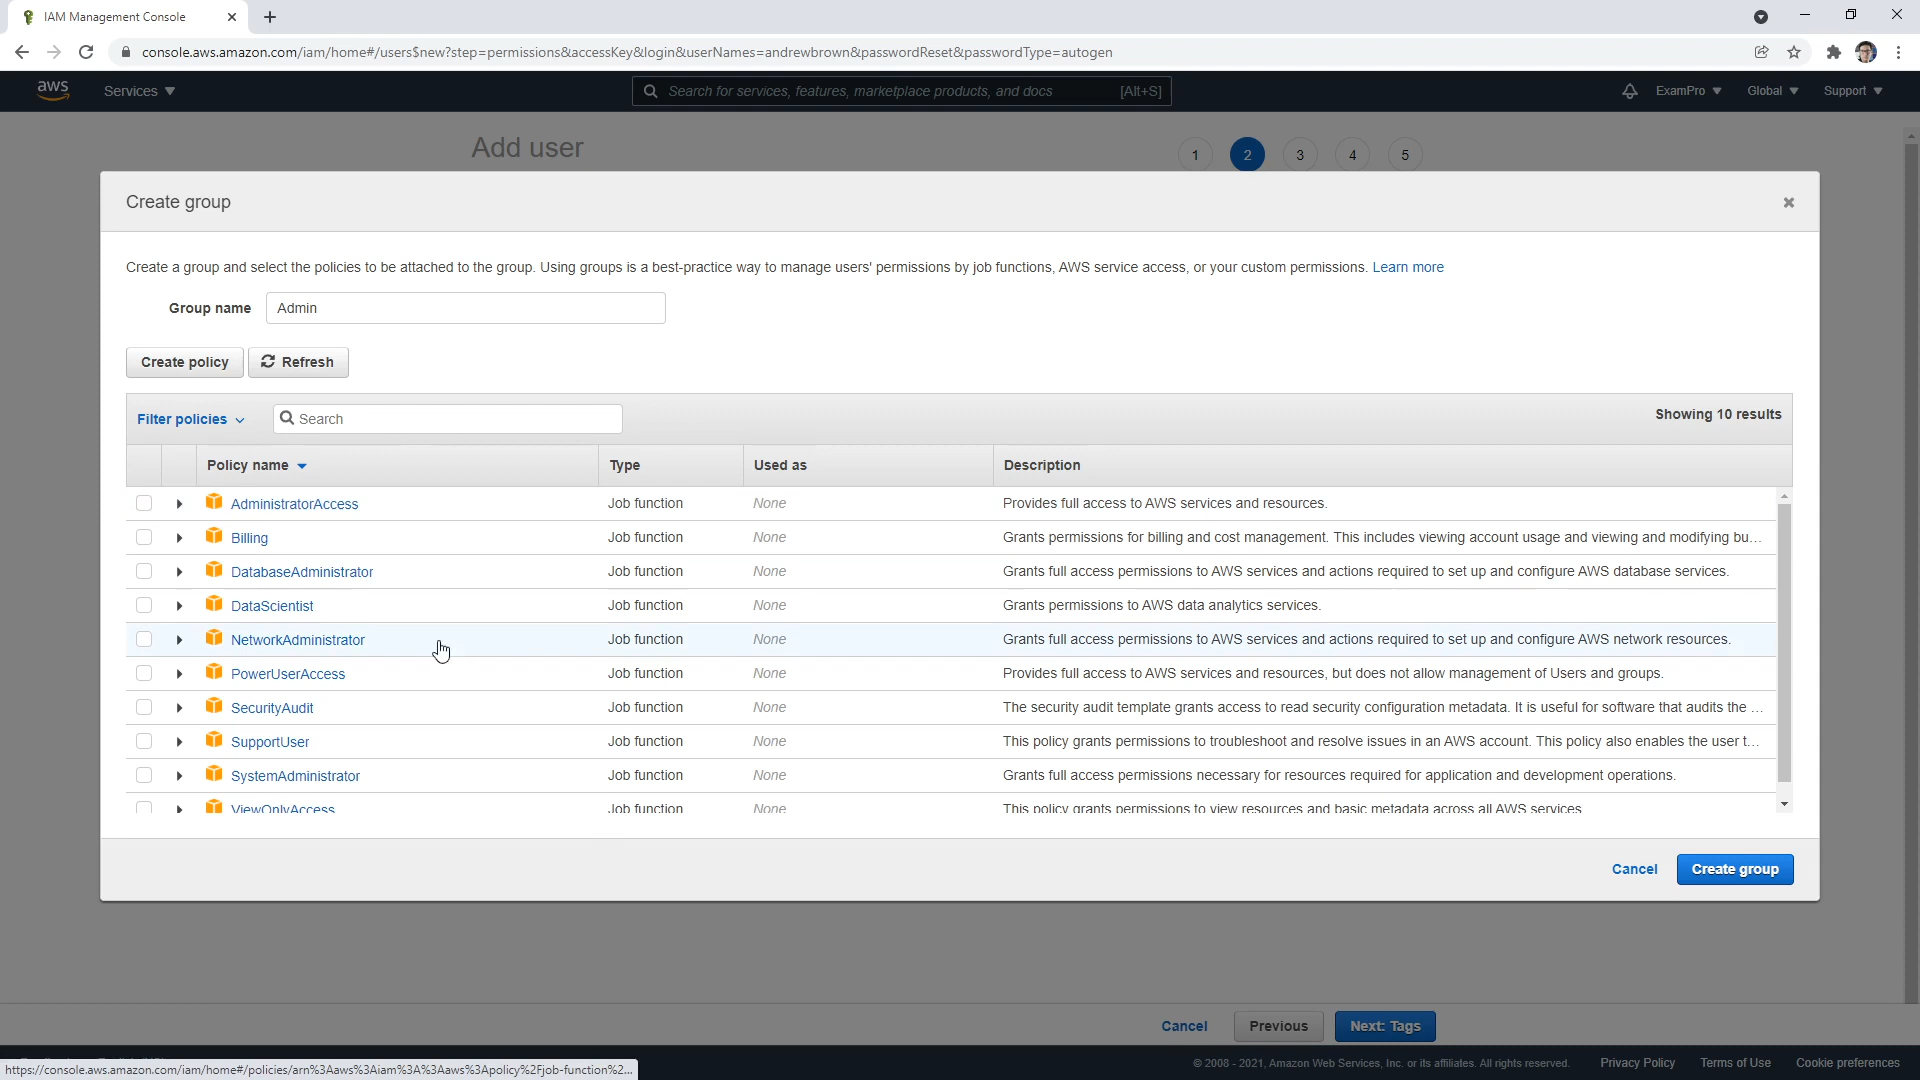 IAM Management Console
console.aws.amazon.com/iam/home#/users$new?step=permissions&accessKey&login&userNames=andrewbrown&passwordReset&passwordType=autogen
aws Services Search for services, features, marketplace products, and docs [Alt+S] ExamPro Global Support
Add user 1 2 3 4 5
Create group
Create a group and select the policies to be attached to the group. Using groups is a best-practice way to manage users' permissions by job functions, AWS service access, or your custom permissions. Learn more
Group name Admin
Create policy Refresh
Filter policies Search Showing 10 results
Policy name Type Used as Description
AdministratorAccess Job function None Provides full access to AWS services and resources.
Billing Job function None Grants permissions for billing and cost management. This includes viewing account usage and viewing and modifying bu...
DatabaseAdministrator Job function None Grants full access permissions to AWS services and actions required to set up and configure AWS database services.
DataScientist Job function None Grants permissions to AWS data analytics services.
NetworkAdministrator Job function None Grants full access permissions to AWS services and actions required to set up and configure AWS network resources.
PowerUserAccess Job function None Provides full access to AWS services and resources, but does not allow management of Users and groups.
SecurityAudit Job function None The security audit template grants access to read security configuration metadata. It is useful for software that audits the ...
SupportUser Job function None This policy grants permissions to troubleshoot and resolve issues in an AWS account. This policy also enables the user t...
SystemAdministrator Job function None Grants full access permissions necessary for resources required for application and development operations.
ViewOnlyAccess Job function None This policy grants permissions to view resources and basic metadata across all AWS services
Cancel Create group
Cancel Previous Next: Tags
© 2008 - 2021, Amazon Web Services, Inc. or its affiliates. All rights reserved. Privacy Policy Terms of Use Cookie preferences
https://console.aws.amazon.com/iam/home#/policies/arn%3Aaws%3Aiam%3A%3Aaws%3Apolicy%2Fjob-function%2...